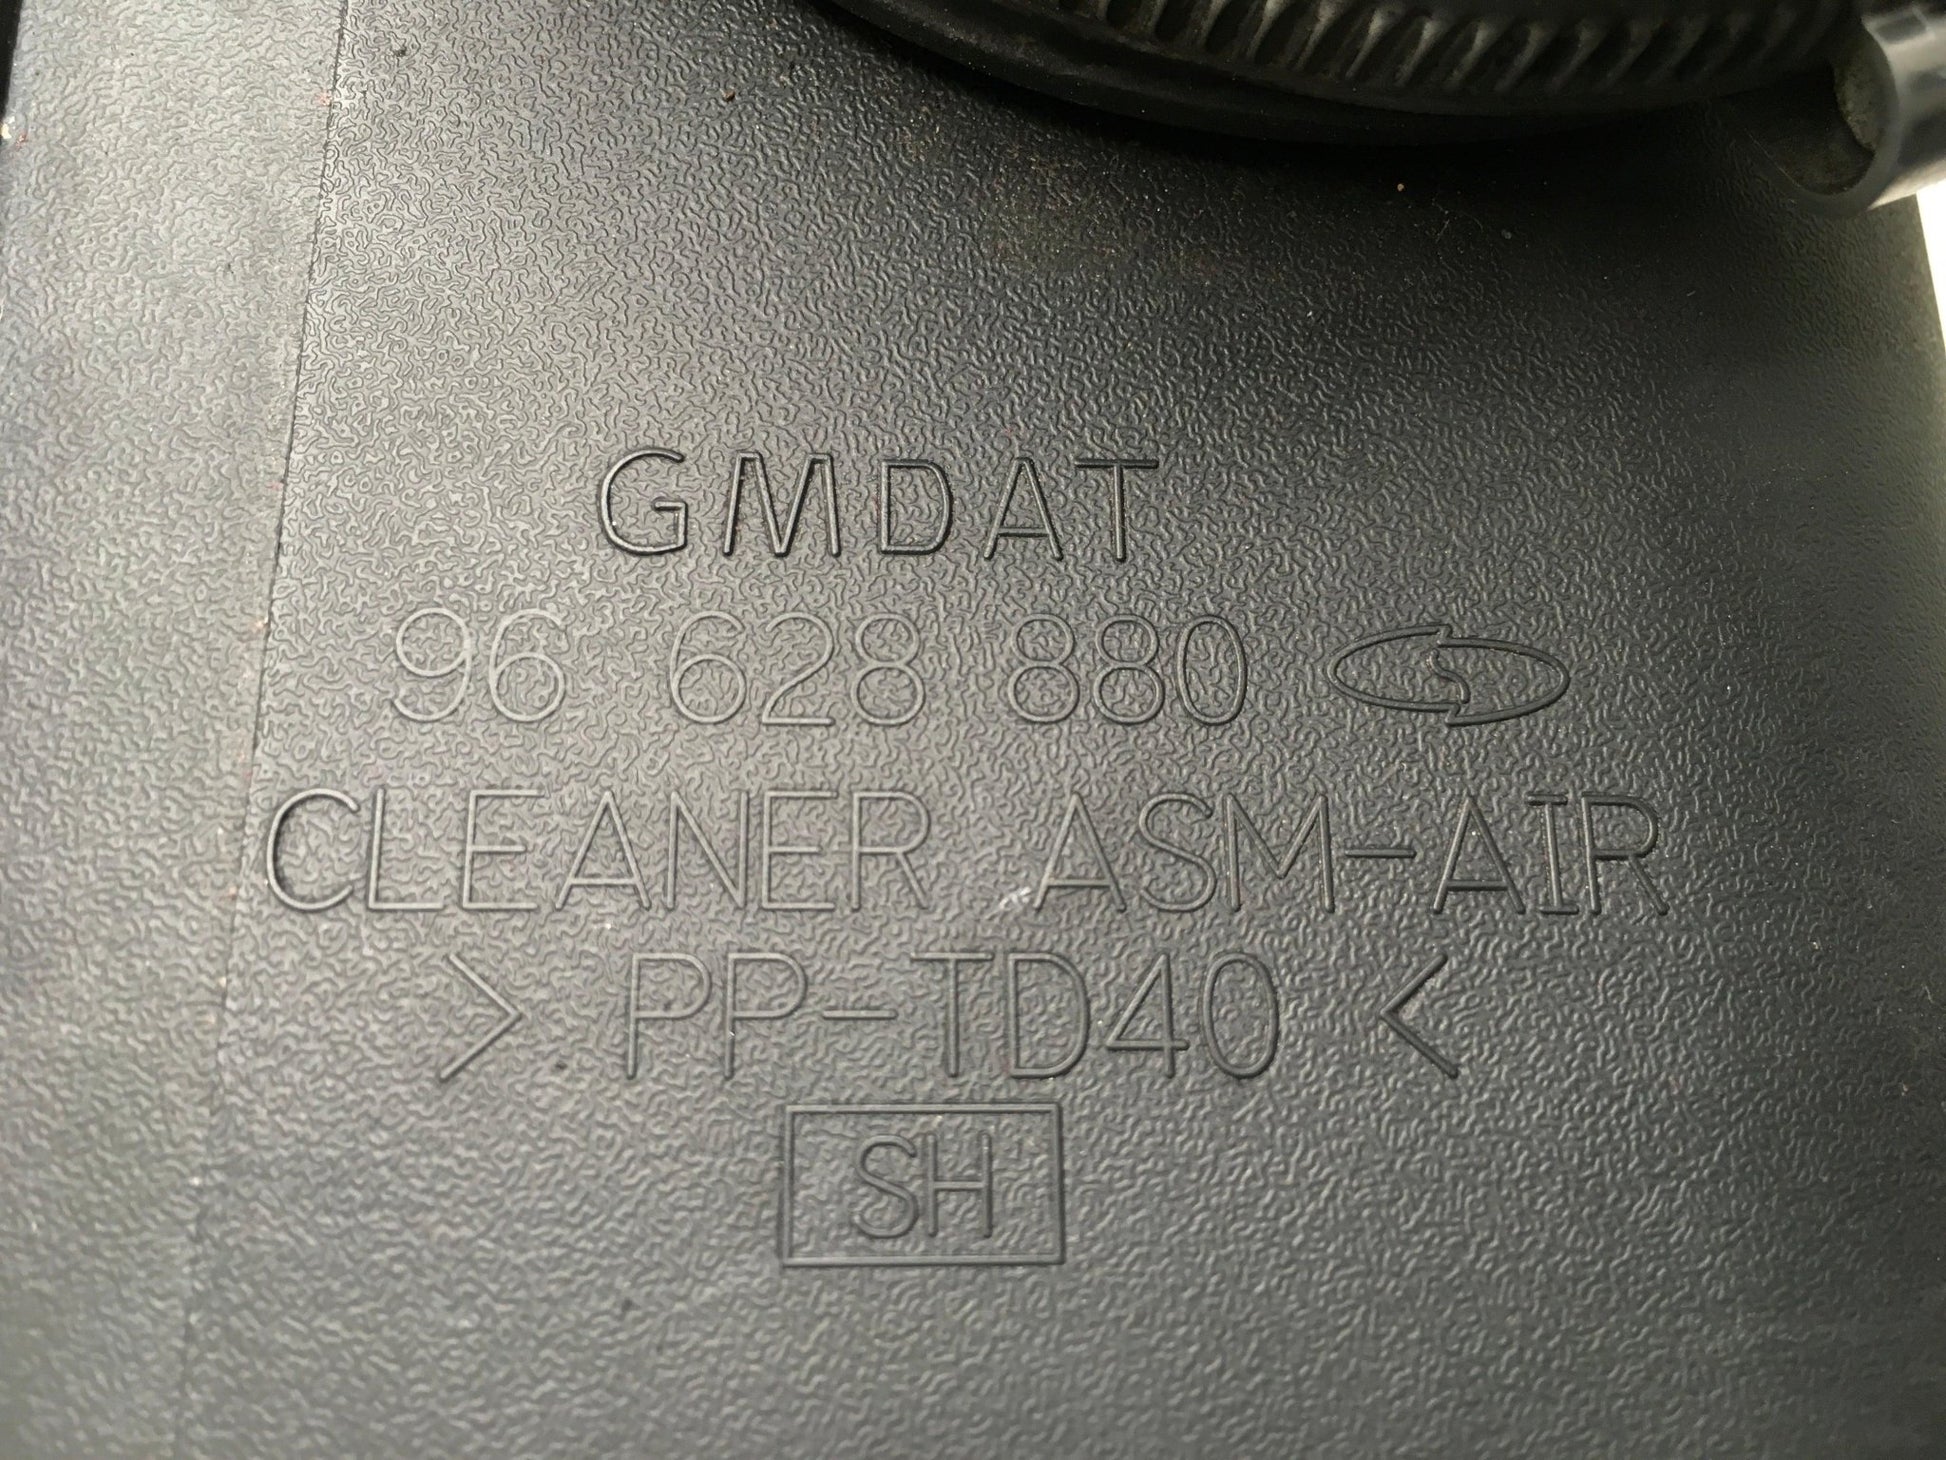 GMDAT
96 628 880
CLEANER ASM-AIR
> PP-TD40 <
SH